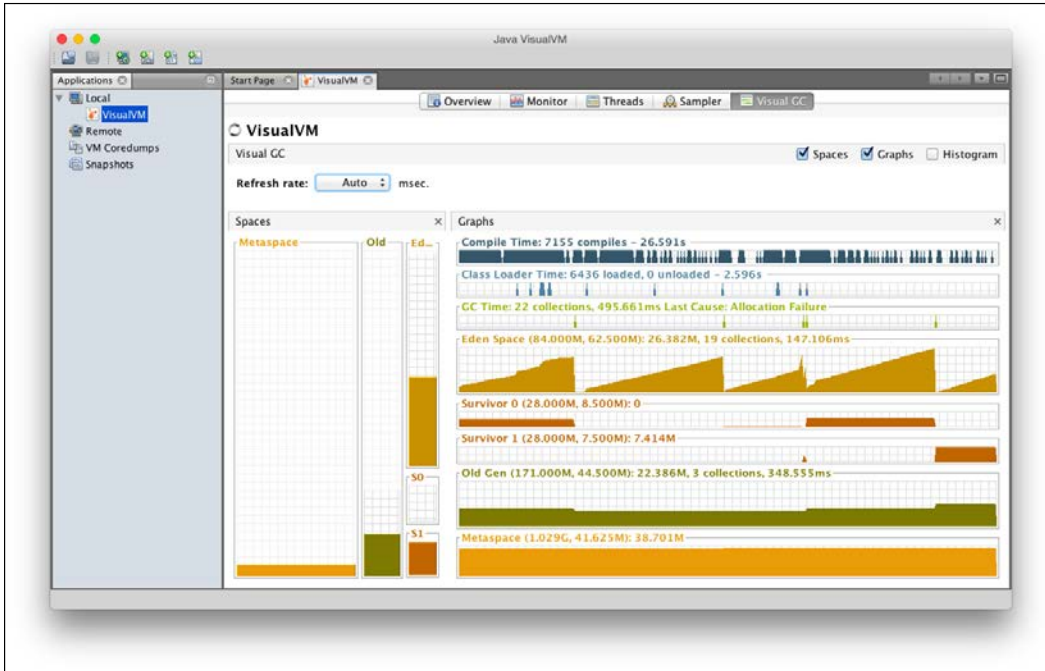 Java VisualVM
Applications
Start Page
VisualVM
Local
VisualVM
Remote
VM Coredumps
Snapshots
Overview
Monitor
Threads
Sampler
Visual GC
VisualVM
Visual GC
Spaces
Graphs
Histogram
Refresh rate:
Auto
msec.
Spaces
Graphs
Metaspace
Old
Ed...
S0
S1
Compile Time: 7155 compiles - 26.591s
Class Loader Time: 6436 loaded, 0 unloaded - 2.596s
GC Time: 22 collections, 495.661ms Last Cause: Allocation Failure
Eden Space (84.000M, 62.500M): 26.382M, 19 collections, 147.106ms
Survivor 0 (28.000M, 8.500M): 0
Survivor 1 (28.000M, 7.500M): 7.414M
Old Gen (171.000M, 44.500M): 22.386M, 3 collections, 348.555ms
Metaspace (1.029G, 41.625M): 38.701M